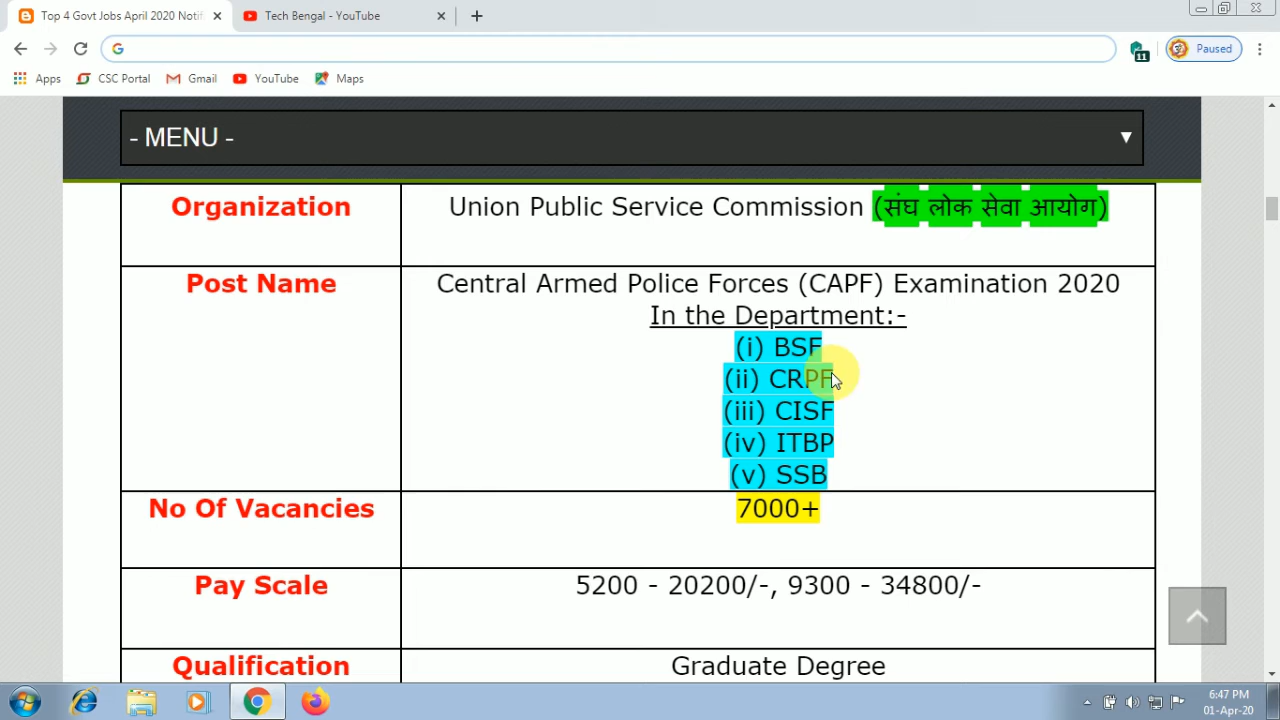 Top 4 Govt Jobs April 2020 Notif
Tech Bengal - YouTube
Paused
11
Apps
CSC Portal
Gmail
YouTube
Maps
- MENU -
Organization
Union Public Service Commission (संघ लोक सेवा आयोग)
Post Name
Central Armed Police Forces (CAPF) Examination 2020
In the Department:-
(i) BSF
(ii) CRPF
(iii) CISF
(iv) ITBP
(v) SSB
No Of Vacancies
7000+
Pay Scale
5200 - 20200/-, 9300 - 34800/-
Qualification
Graduate Degree
6:47 PM
01-Apr-20